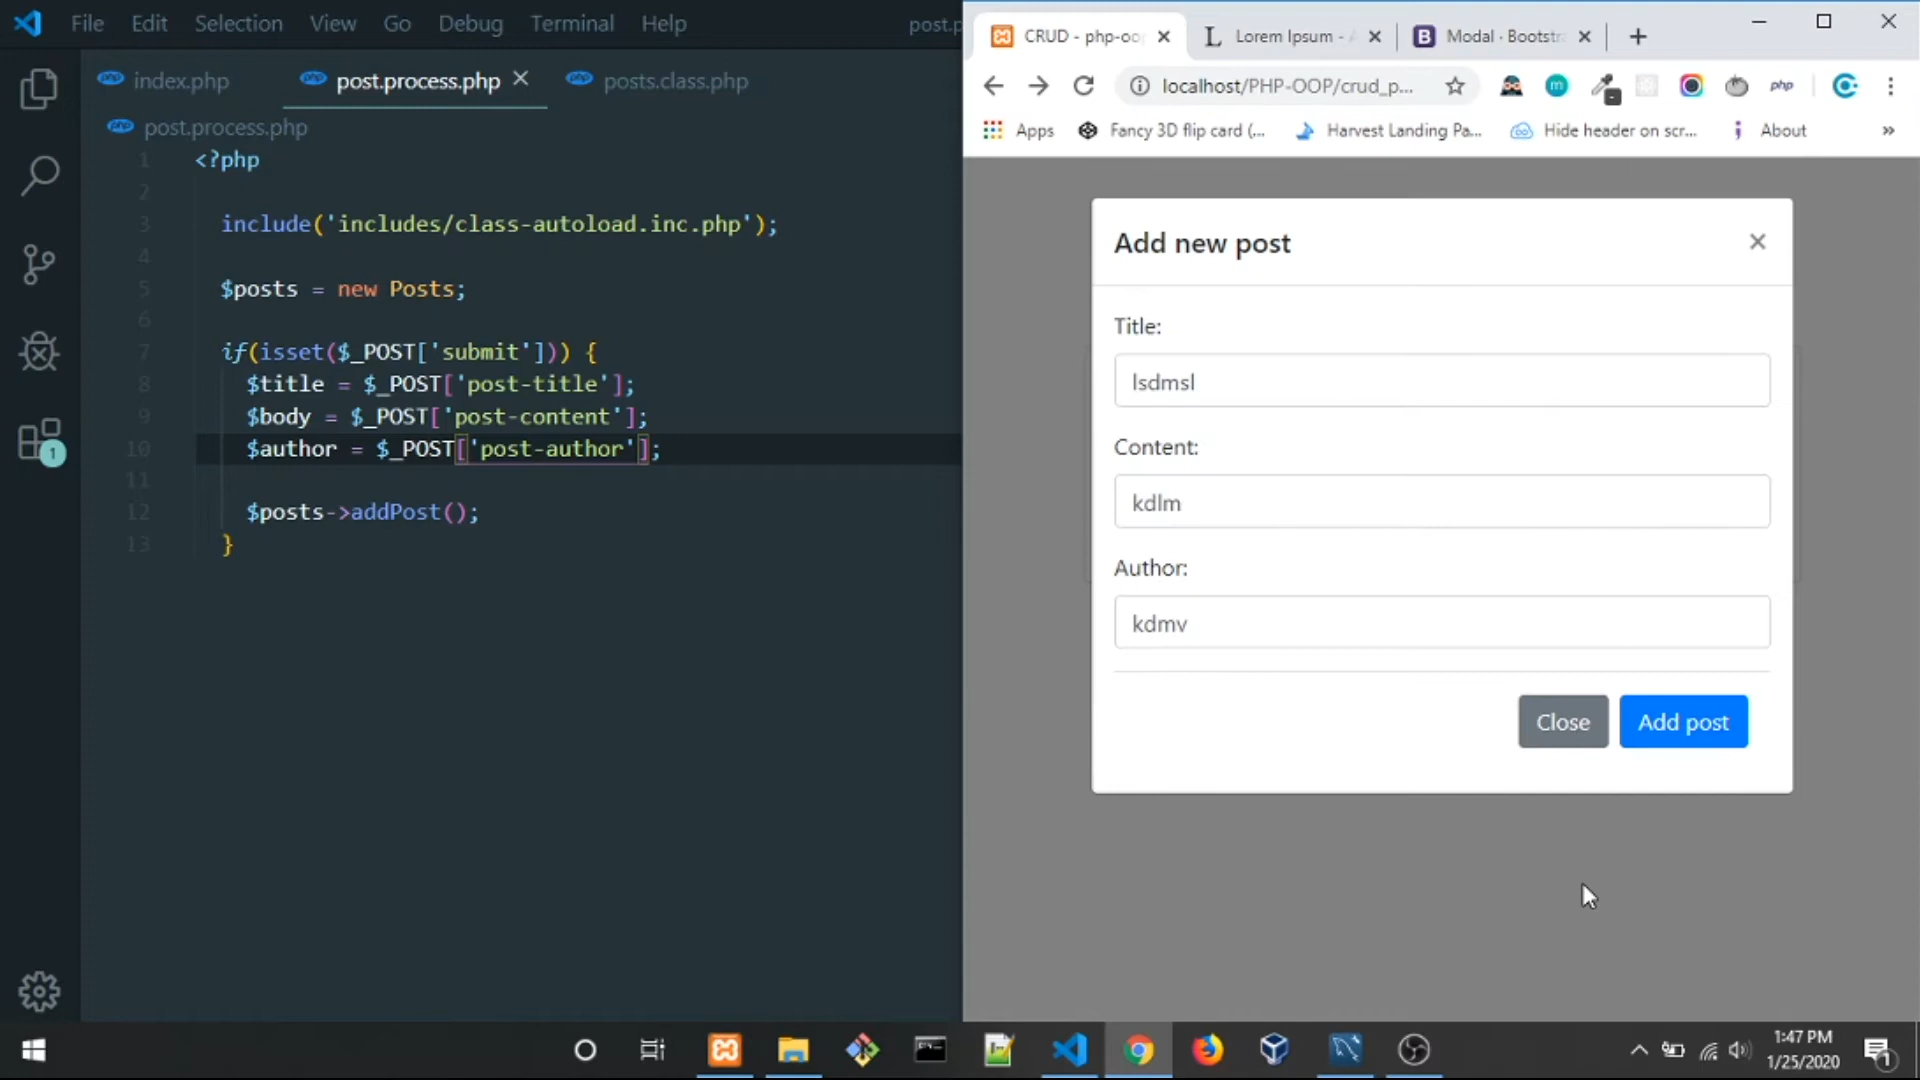 File Edit Selection View Go Debug Terminal Help post.p
index.php post.process.php posts.class.php
post.process.php
1 <?php
2
3 include('includes/class-autoload.inc.php');
4
5 $posts = new Posts;
6
7 if(isset($_POST['submit'])) {
8 $title = $_POST['post-title'];
9 $body = $_POST['post-content'];
10 $author = $_POST['post-author'];
11
12 $posts->addPost();
13 }
1
CRUD - php-oo Lorem Ipsum - Modal · Bootstr
localhost/PHP-OOP/crud_p... php
Apps Fancy 3D flip card (... Harvest Landing Pa... Hide header on scr... About »
Add new post
Title:
lsdmsl
Content:
kdlm
Author:
kdmv
Close Add post
1:47 PM
1/25/2020
1